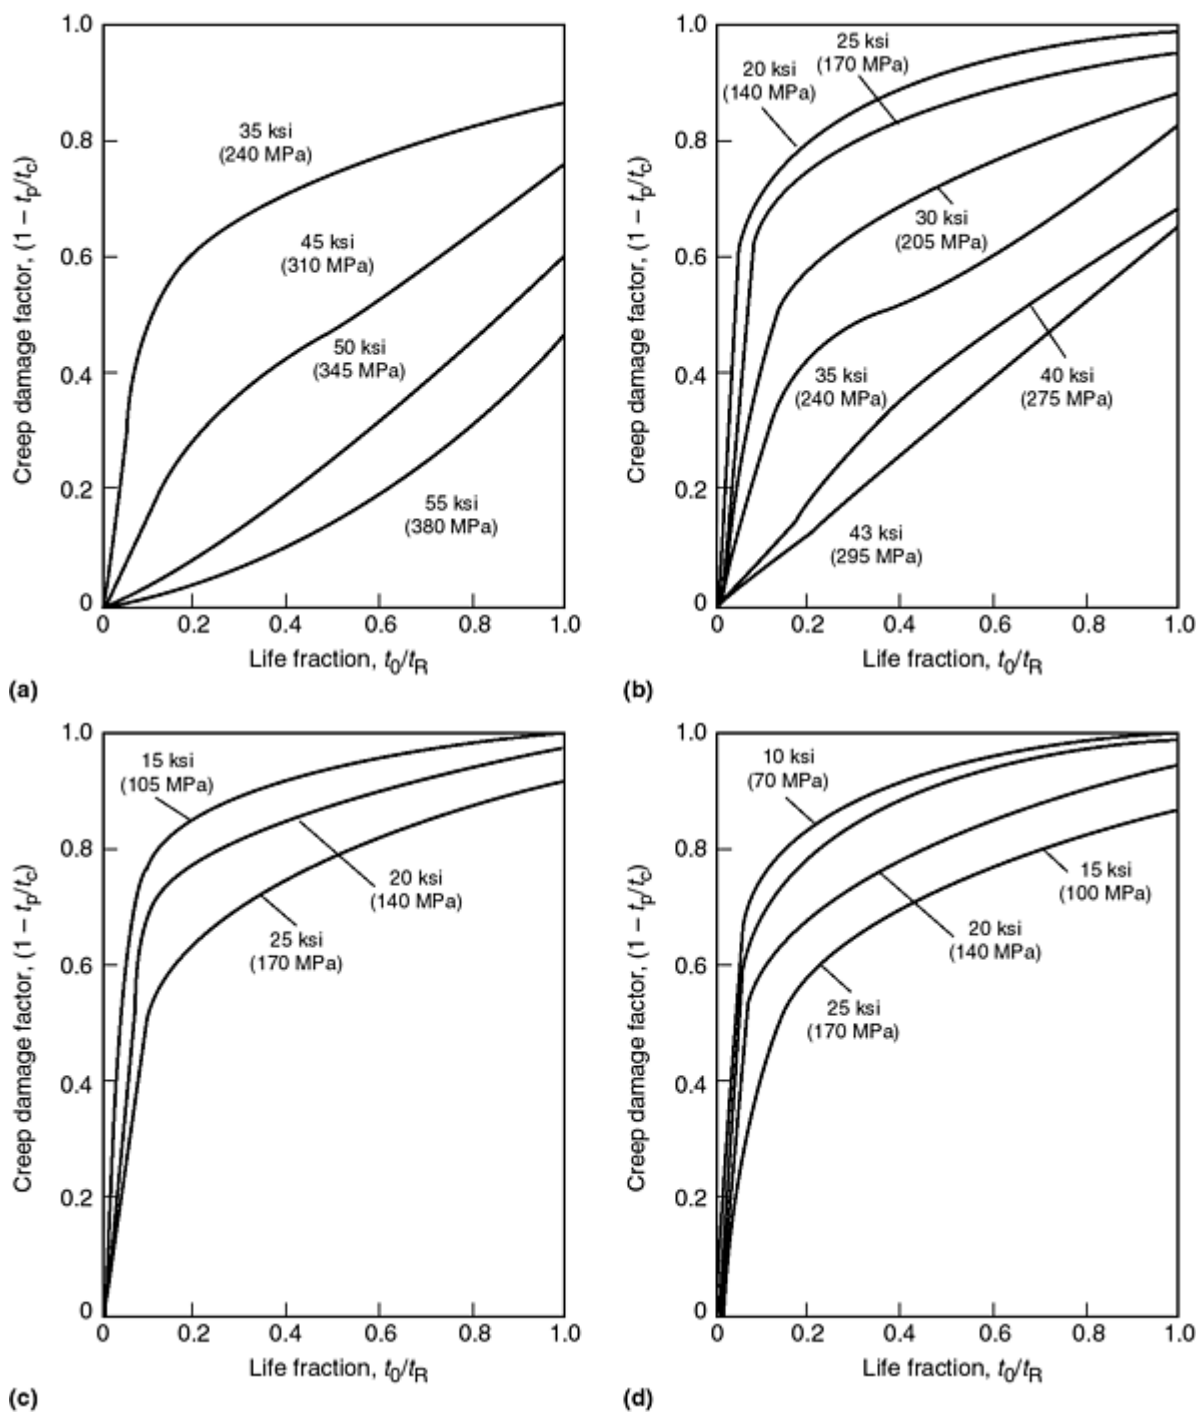 1.0
0.8
0.6
0.4
0.2
0
Creep damage factor, (1 − tp/tc)
35 ksi
(240 MPa)
45 ksi
(310 MPa)
50 ksi
(345 MPa)
55 ksi
(380 MPa)
0 0.2 0.4 0.6 0.8 1.0
Life fraction, t0/tR
(a)
1.0
0.8
0.6
0.4
0.2
0
Creep damage factor, (1 − tp/tc)
25 ksi
(170 MPa)
20 ksi
(140 MPa)
30 ksi
(205 MPa)
35 ksi
(240 MPa)
40 ksi
(275 MPa)
43 ksi
(295 MPa)
0 0.2 0.4 0.6 0.8 1.0
Life fraction, t0/tR
(b)
1.0
0.8
0.6
0.4
0.2
0
Creep damage factor, (1 − tp/tc)
15 ksi
(105 MPa)
20 ksi
(140 MPa)
25 ksi
(170 MPa)
0 0.2 0.4 0.6 0.8 1.0
Life fraction, t0/tR
(c)
1.0
0.8
0.6
0.4
0.2
0
Creep damage factor, (1 − tp/tc)
10 ksi
(70 MPa)
15 ksi
(100 MPa)
20 ksi
(140 MPa)
25 ksi
(170 MPa)
0 0.2 0.4 0.6 0.8 1.0
Life fraction, t0/tR
(d)